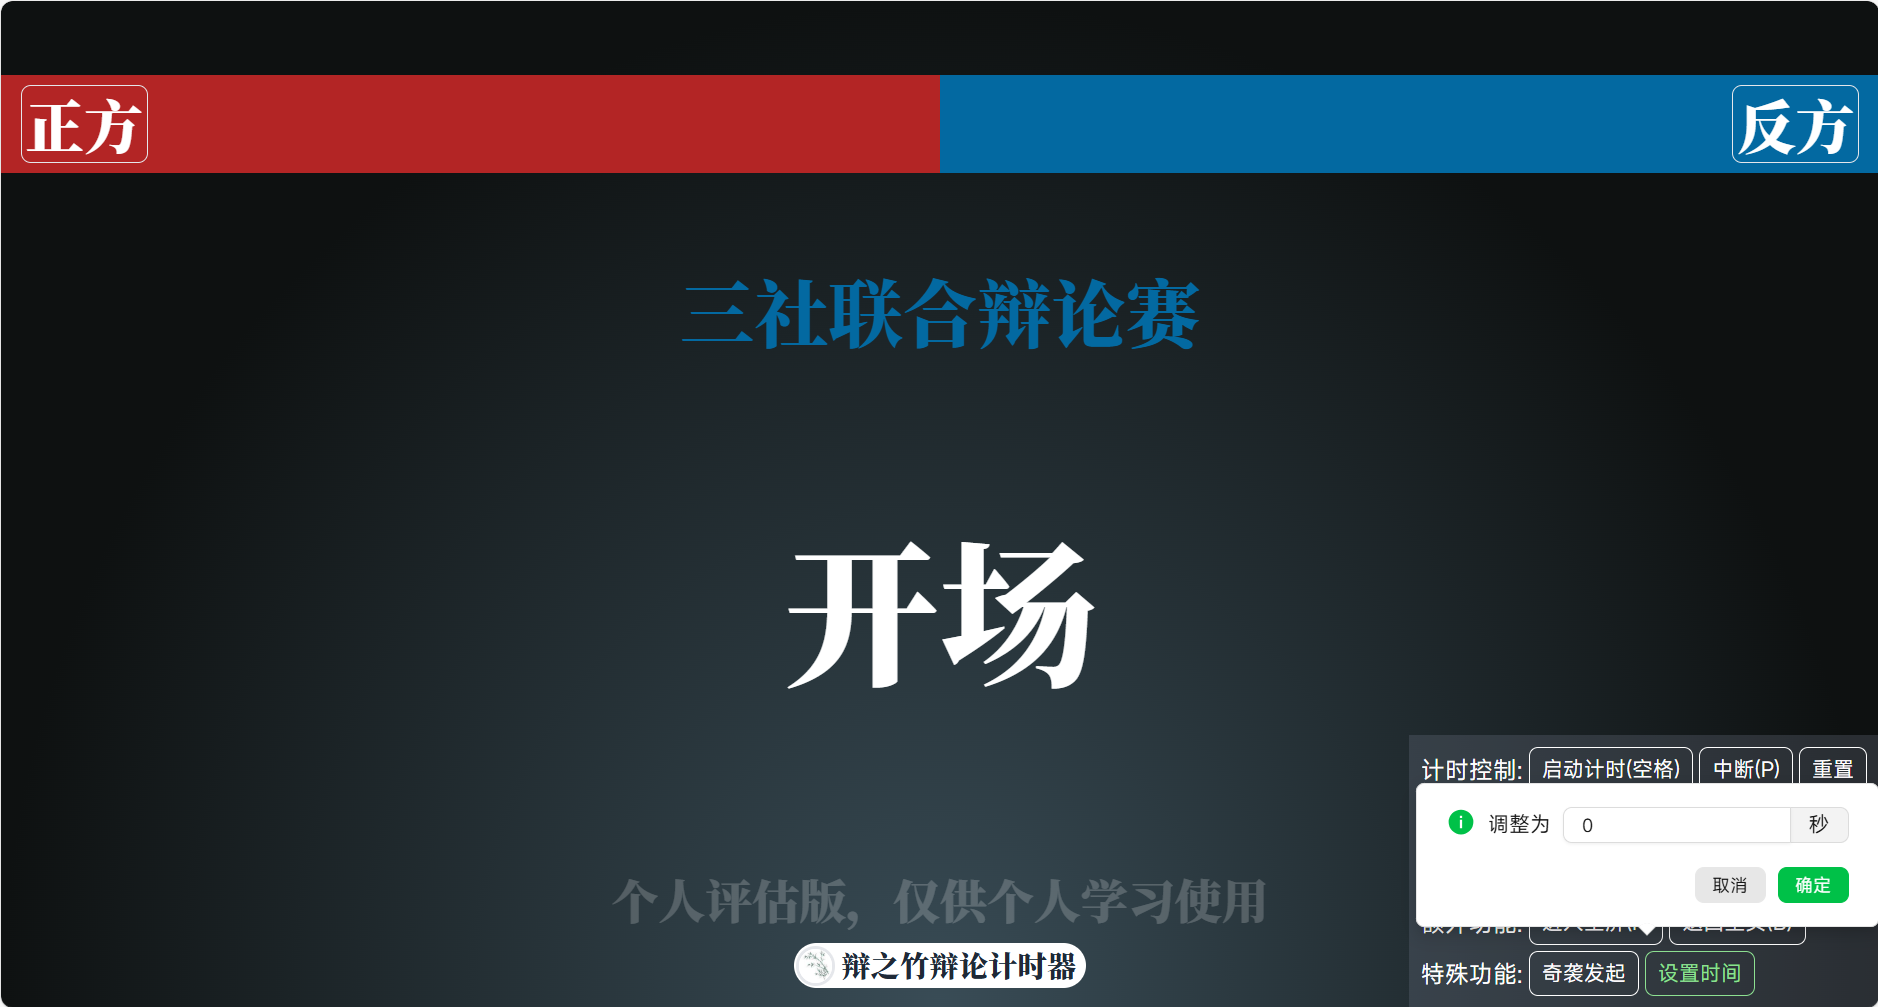 正方
反方
三社联合辩论赛
开场
计时控制: 启动计时(空格) 中断(P) 重置
调整为 0 秒
取消 确定
个人评估版，仅供个人学习使用
辩之竹辩论计时器
特殊功能: 奇袭发起 设置时间